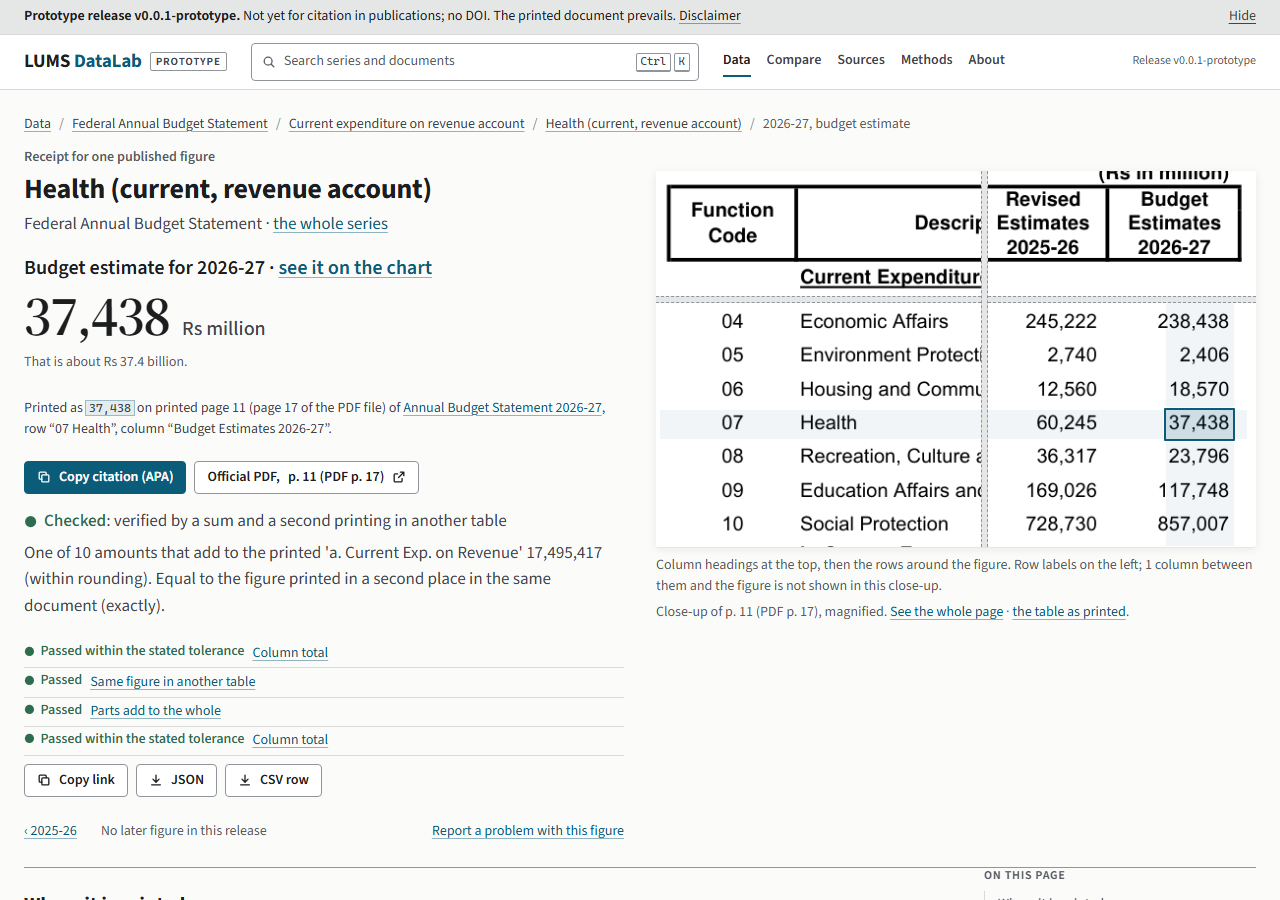 Prototype release v0.0.1-prototype. Not yet for citation in publications; no DOI. The printed document prevails. Disclaimer
Hide
LUMS DataLab PROTOTYPE
Search series and documents Ctrl K
Data Compare Sources Methods About
Release v0.0.1-prototype
Data / Federal Annual Budget Statement / Current expenditure on revenue account / Health (current, revenue account) / 2026-27, budget estimate
Receipt for one published figure
Health (current, revenue account)
Federal Annual Budget Statement · the whole series
Budget estimate for 2026-27 · see it on the chart
37,438 Rs million
That is about Rs 37.4 billion.
Printed as 37,438 on printed page 11 (page 17 of the PDF file) of Annual Budget Statement 2026-27,
row “07 Health”, column “Budget Estimates 2026-27”.
Copy citation (APA)
Official PDF, p. 11 (PDF p. 17)
Checked: verified by a sum and a second printing in another table
One of 10 amounts that add to the printed 'a. Current Exp. on Revenue' 17,495,417
(within rounding). Equal to the figure printed in a second place in the same
document (exactly).
Passed within the stated tolerance Column total
Passed Same figure in another table
Passed Parts add to the whole
Passed within the stated tolerance Column total
Copy link
JSON
CSV row
‹ 2025-26
No later figure in this release
Report a problem with this figure
(Rs in million)
Function
Code
Descrip
Revised
Estimates
2025-26
Budget
Estimates
2026-27
Current Expenditure
04 Economic Affairs 245,222 238,438
05 Environment Protecti 2,740 2,406
06 Housing and Commu 12,560 18,570
07 Health 60,245 37,438
08 Recreation, Culture a 36,317 23,796
09 Education Affairs and 169,026 117,748
10 Social Protection 728,730 857,007
Column headings at the top, then the rows around the figure. Row labels on the left; 1 column between
them and the figure is not shown in this close-up.
Close-up of p. 11 (PDF p. 17), magnified. See the whole page · the table as printed.
ON THIS PAGE